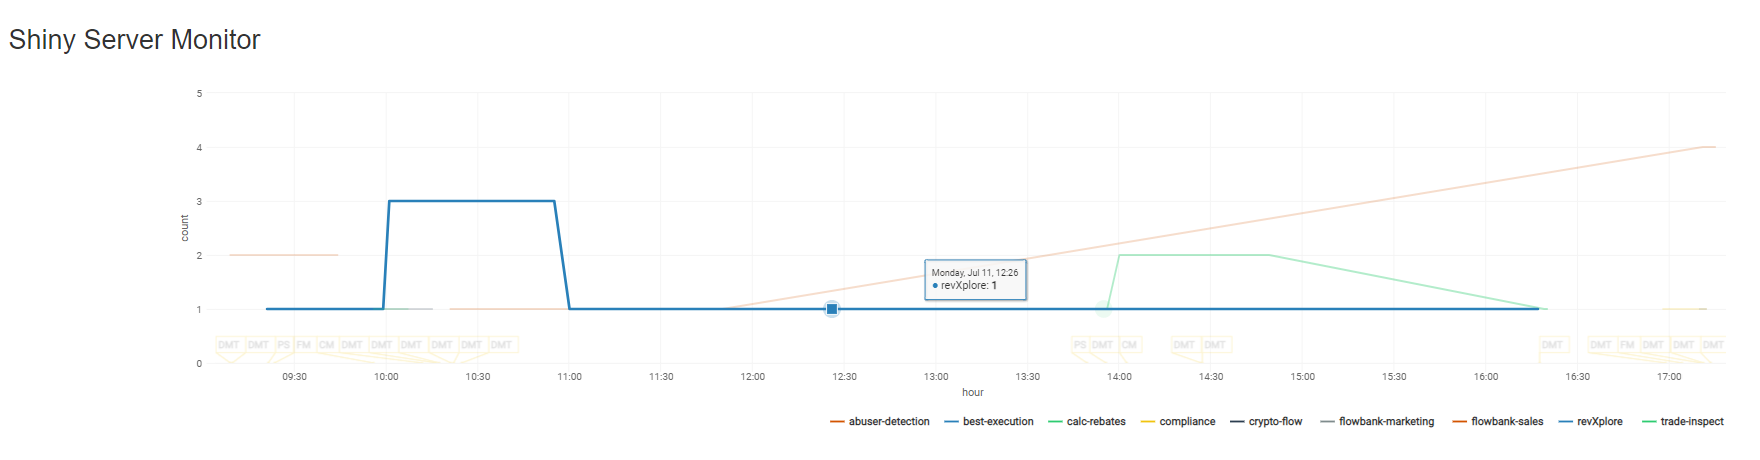 Shiny Server Monitor
5
4
3
2
1
0
count
Monday, Jul 11, 12:26
revXplore: 1
DMT DMT PS FM CM DMT DMT DMT DMT DMT DMT PS DMT CM DMT DMT DMT DMT FM DMT DMT DMT
09:30 10:00 10:30 11:00 11:30 12:00 12:30 13:00 13:30 14:00 14:30 15:00 15:30 16:00 16:30 17:00
hour
abuser-detection best-execution calc-rebates compliance crypto-flow flowbank-marketing flowbank-sales revXplore trade-inspect